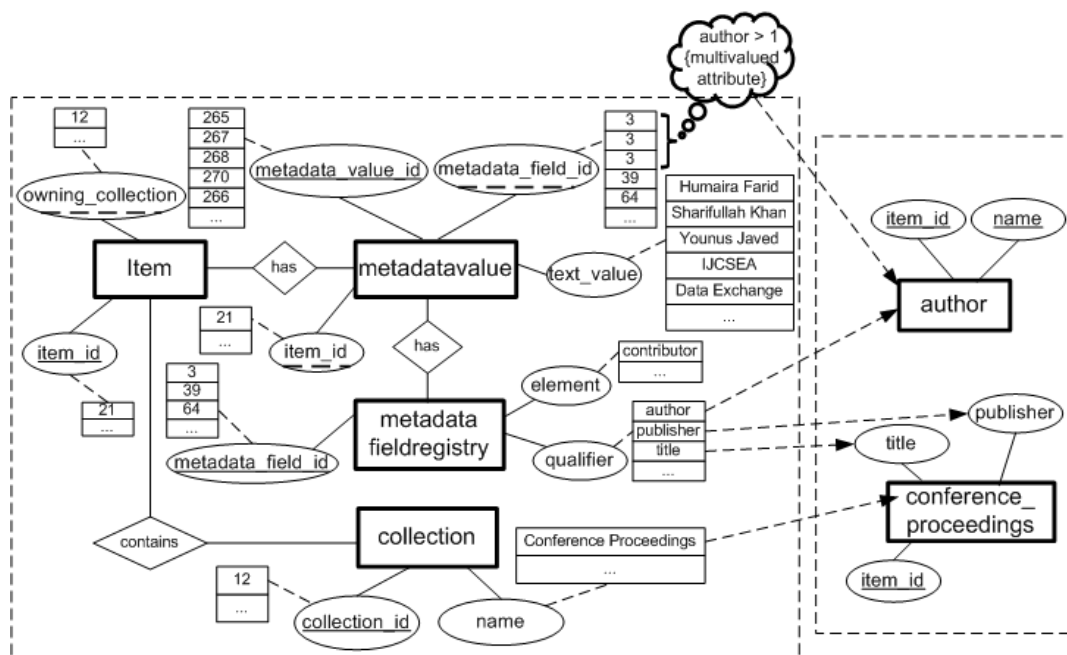 author > 1
{multivalued
attribute}
12
...
265
267
268
270
266
...
3
3
3
39
64
...
owning_collection
metadata_value_id
metadata_field_id
Humaira Farid
Sharifullah Khan
Younus Javed
IJCSEA
Data Exchange
...
Item
has
metadatavalue
text_value
item_id
name
author
21
...
item_id
item_id
has
21
...
3
39
64
...
element
contributor
...
metadata
fieldregistry
metadata_field_id
qualifier
author
publisher
title
...
title
publisher
conference_
proceedings
item_id
contains
collection
Conference Proceedings
...
12
...
collection_id
name